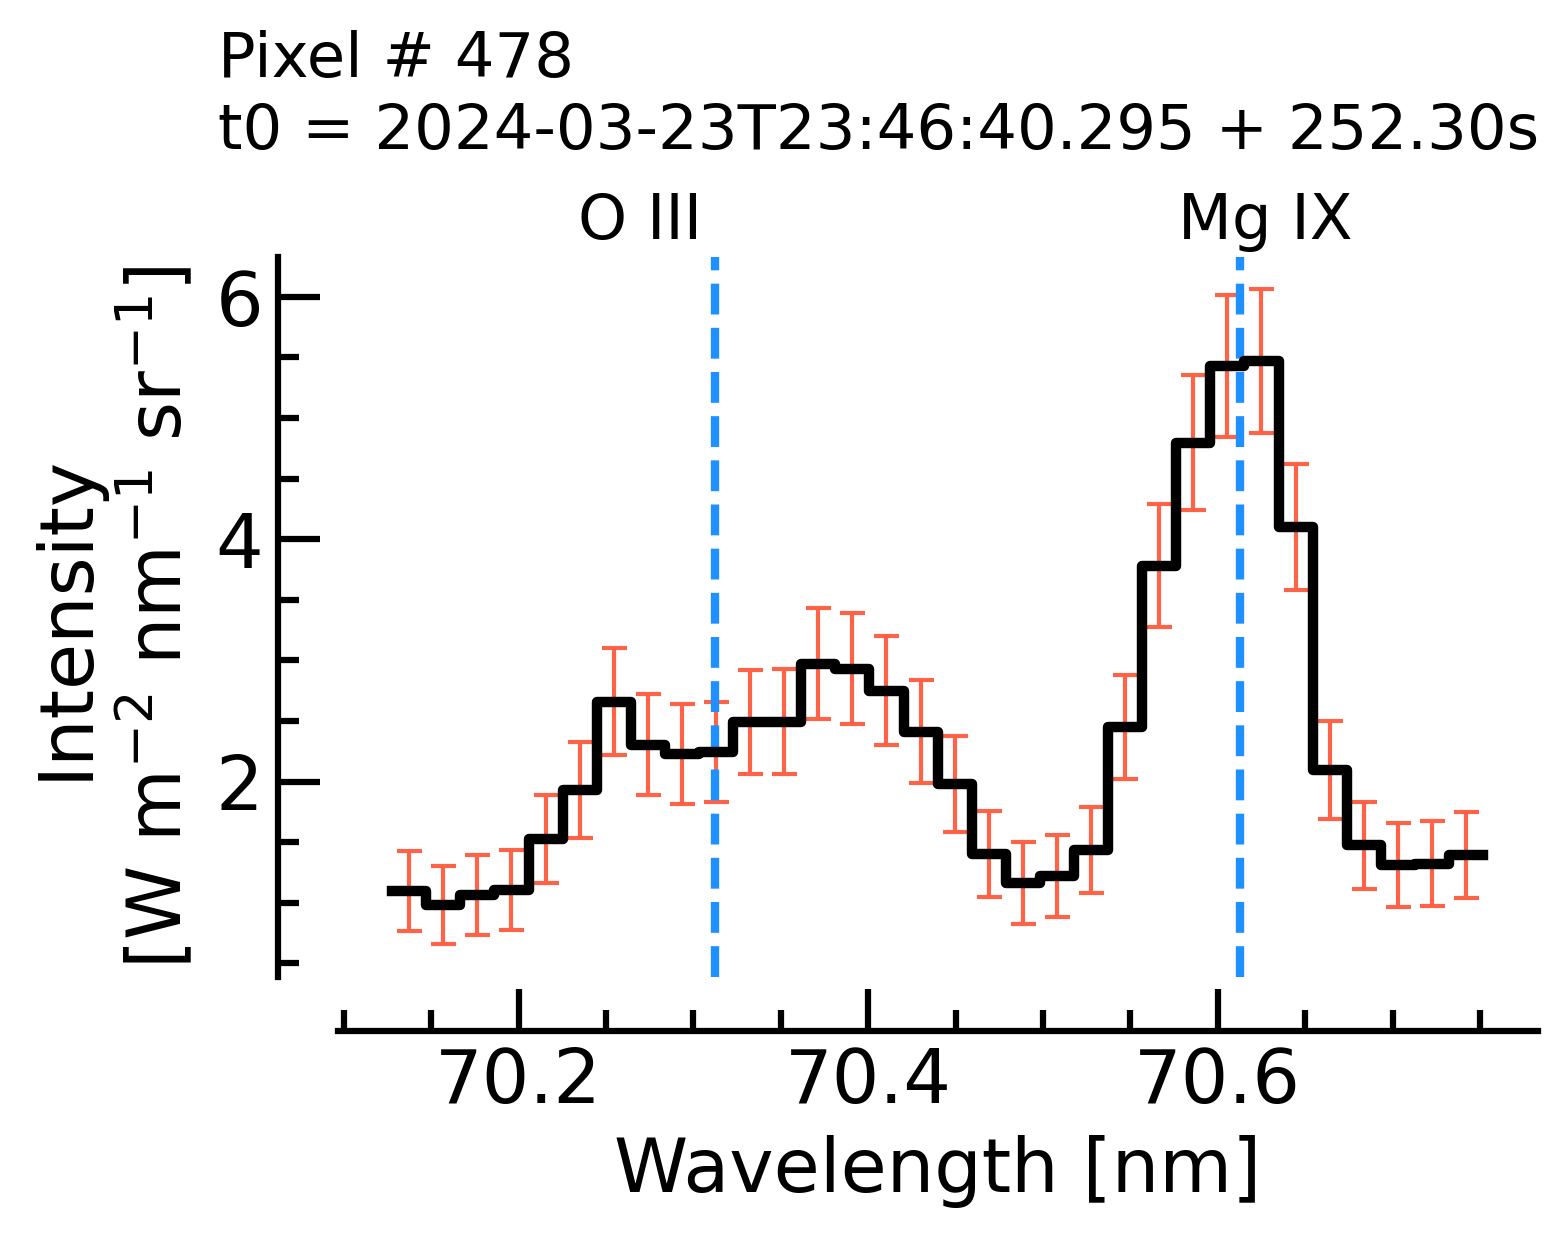 Pixel # 478
t0 = 2024-03-23T23:46:40.295 + 252.30s
O III
Mg IX
Intensity
[W m⁻² nm⁻¹ sr⁻¹]
6
4
2
70.2
70.4
70.6
Wavelength [nm]